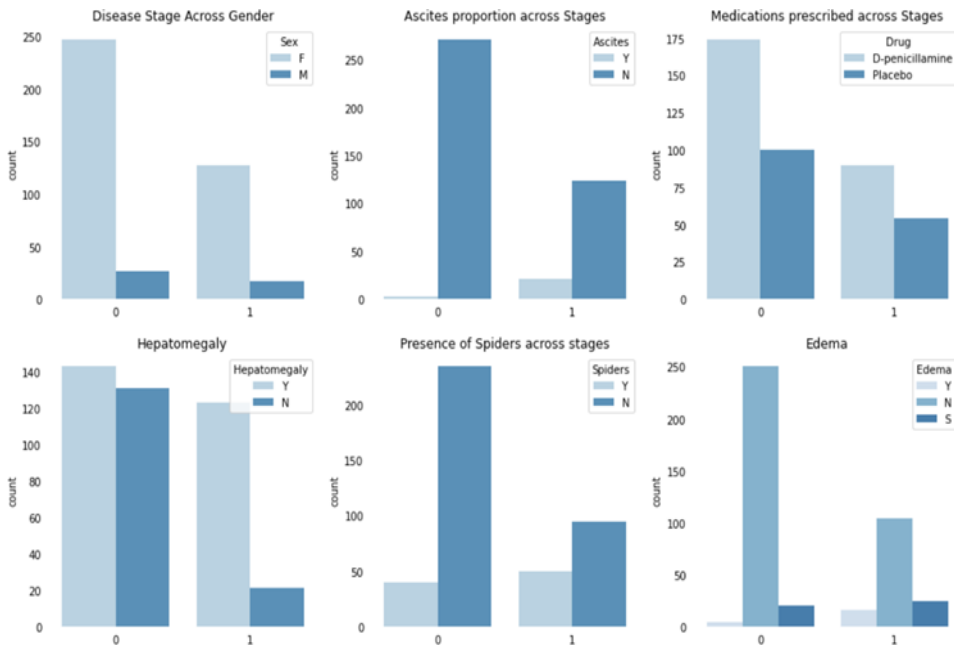 Disease Stage Across Gender
250
200
150
100
50
0
count
0
1
Sex
F
M
Ascites proportion across Stages
250
200
150
100
50
0
count
0
1
Ascites
Y
N
Medications prescribed across Stages
175
150
125
100
75
50
25
0
count
0
1
Drug
D-penicillamine
Placebo
Hepatomegaly
140
120
100
80
60
40
20
0
count
0
1
Hepatomegaly
Y
N
Presence of Spiders across stages
200
150
100
50
0
count
0
1
Spiders
Y
N
Edema
250
200
150
100
50
0
count
0
1
Edema
Y
N
S